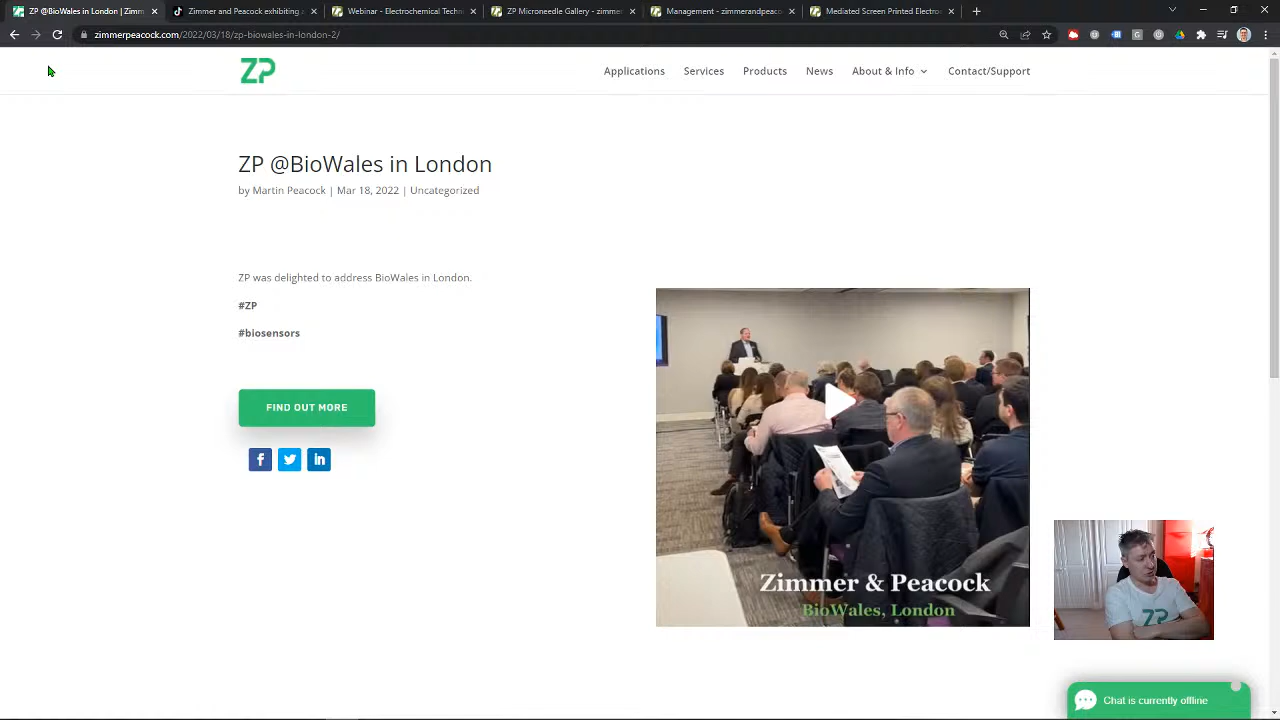 ZP @BioWales in London | Zimm
Zimmer and Peacock exhibiting a
Webinar - Electrochemical Techni
ZP Microneedle Gallery - zimmer
Management - zimmerandpeaco
Mediated Screen Printed Electro
zimmerpeacock.com/2022/03/18/zp-biowales-in-london-2/
ZP
Applications
Services
Products
News
About & Info
Contact/Support
ZP @BioWales in London
by Martin Peacock | Mar 18, 2022 | Uncategorized
ZP was delighted to address BioWales in London.
#ZP
#biosensors
FIND OUT MORE
Zimmer & Peacock
BioWales, London
ZP
Chat is currently offline